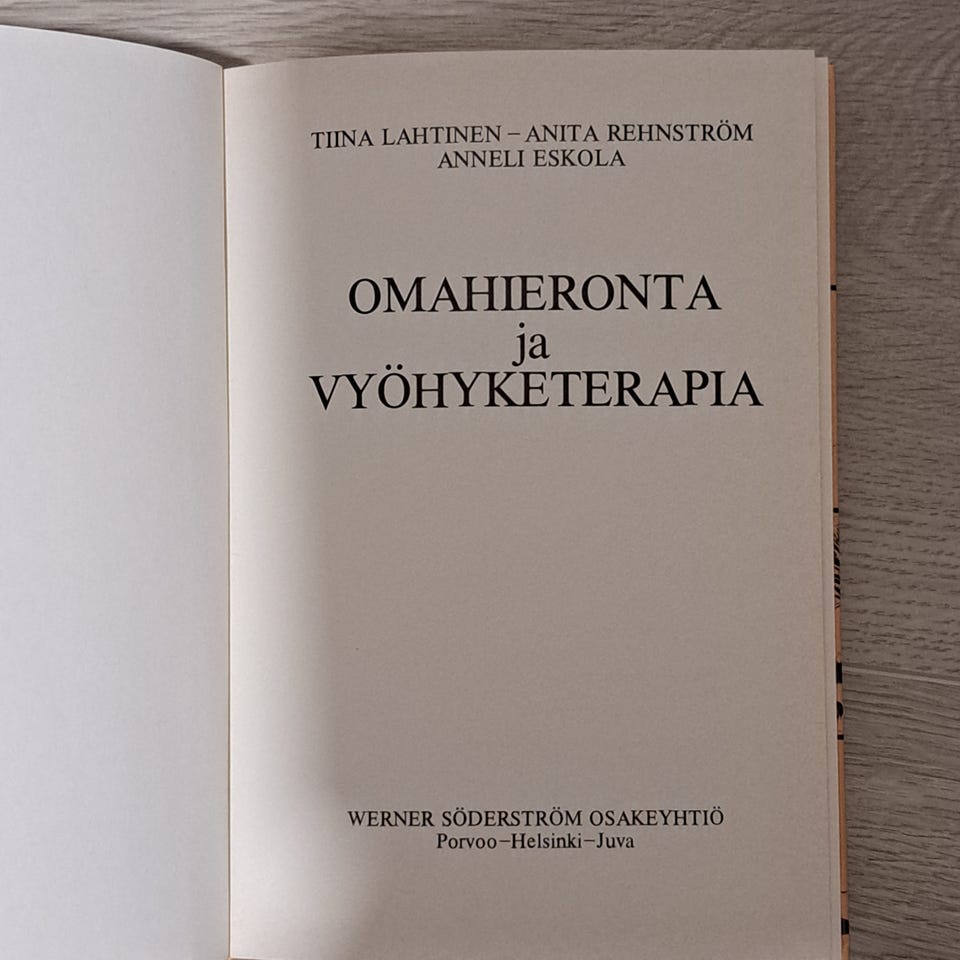 TIINA LAHTINEN – ANITA REHNSTRÖM
ANNELI ESKOLA
OMAHIERONTA
ja
VYÖHYKETERAPIA
WERNER SÖDERSTRÖM OSAKEYHTIÖ
Porvoo–Helsinki–Juva